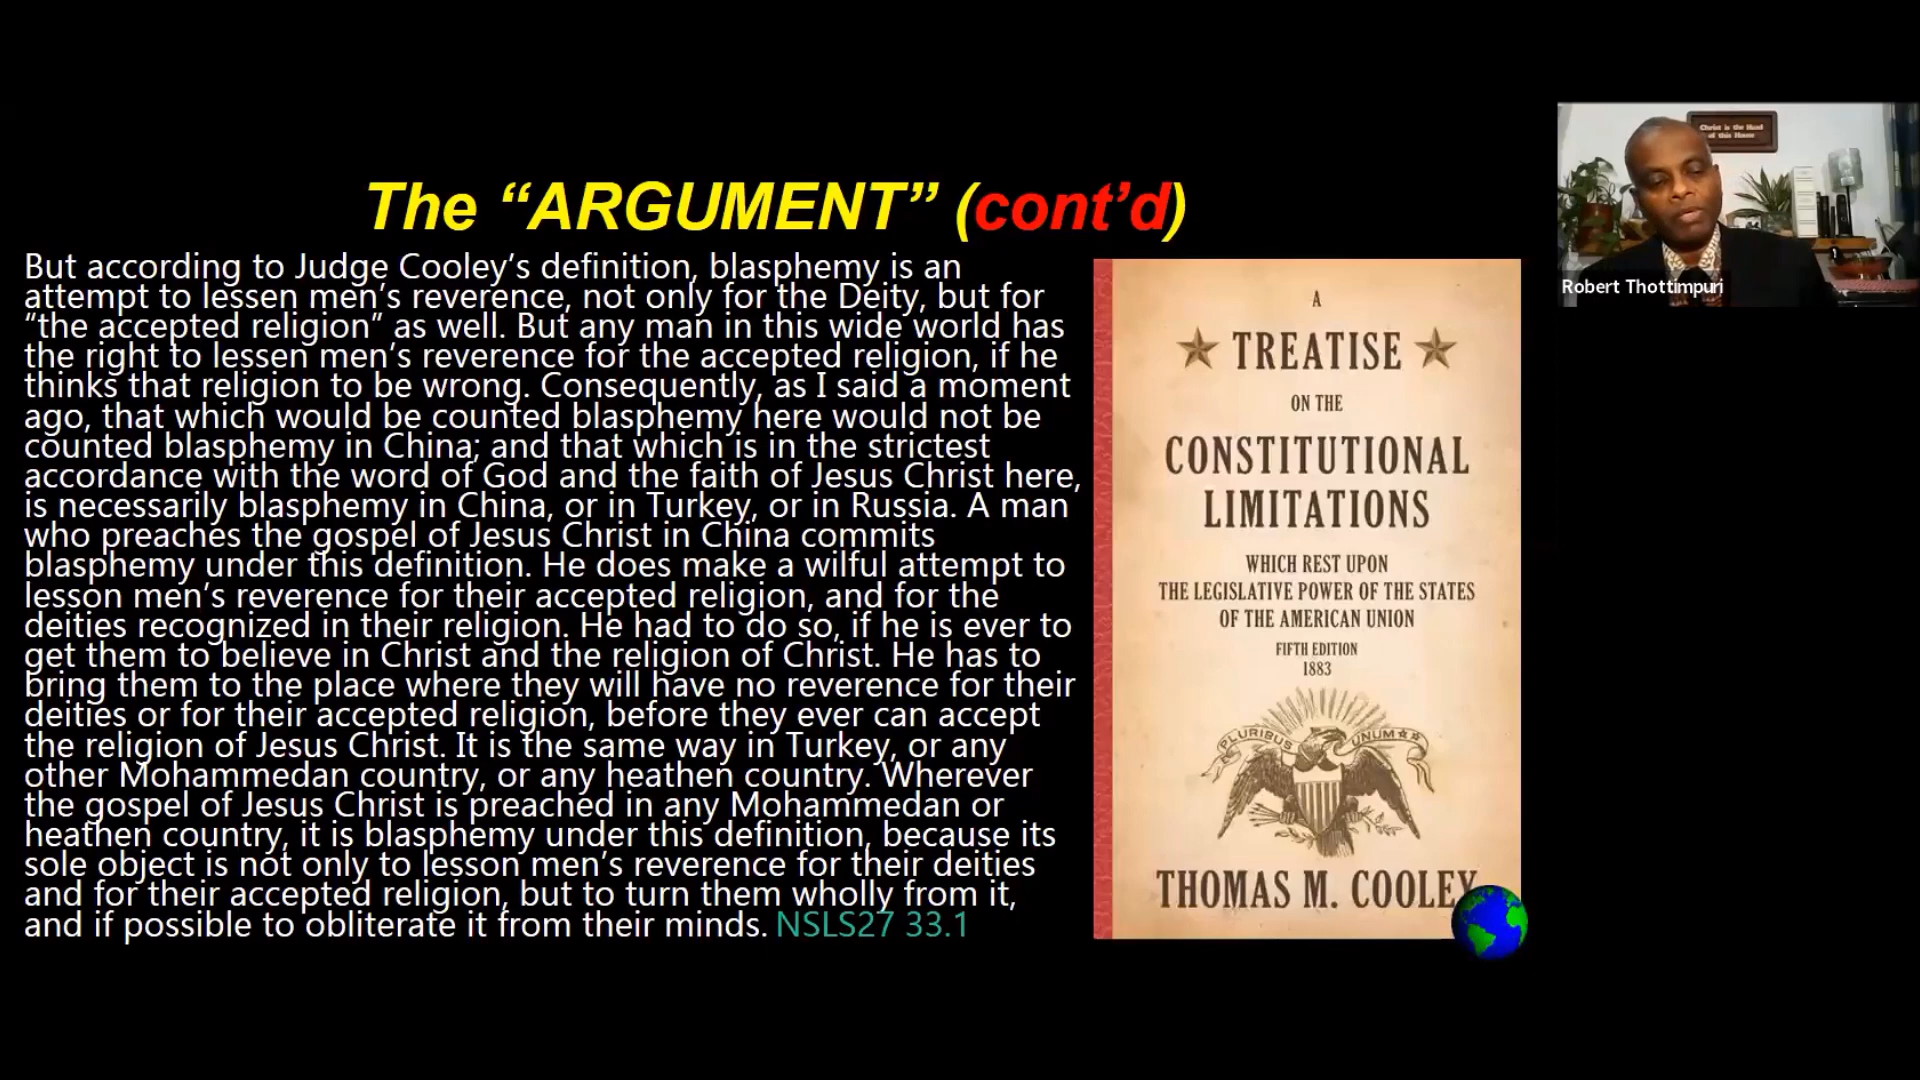 The “ARGUMENT” (cont’d)
But according to Judge Cooley’s definition, blasphemy is an
attempt to lessen men’s reverence, not only for the Deity, but for
“the accepted religion” as well. But any man in this wide world has
the right to lessen men’s reverence for the accepted religion, if he
thinks that religion to be wrong. Consequently, as I said a moment
ago, that which would be counted blasphemy here would not be
counted blasphemy in China; and that which is in the strictest
accordance with the word of God and the faith of Jesus Christ here,
is necessarily blasphemy in China, or in Turkey, or in Russia. A man
who preaches the gospel of Jesus Christ in China commits
blasphemy under this definition. He does make a wilful attempt to
lesson men’s reverence for their accepted religion, and for the
deities recognized in their religion. He had to do so, if he is ever to
get them to believe in Christ and the religion of Christ. He has to
bring them to the place where they will have no reverence for their
deities or for their accepted religion, before they ever can accept
the religion of Jesus Christ. It is the same way in Turkey, or any
other Mohammedan country, or any heathen country. Wherever
the gospel of Jesus Christ is preached in any Mohammedan or
heathen country, it is blasphemy under this definition, because its
sole object is not only to lesson men’s reverence for their deities
and for their accepted religion, but to turn them wholly from it,
and if possible to obliterate it from their minds. NSLS27 33.1
A
TREATISE
ON THE
CONSTITUTIONAL
LIMITATIONS
WHICH REST UPON
THE LEGISLATIVE POWER OF THE STATES
OF THE AMERICAN UNION
FIFTH EDITION
1883
PLURIBUS UNUM
THOMAS M. COOLEY
Christ is the Head
of this House
Robert Thottimpuri